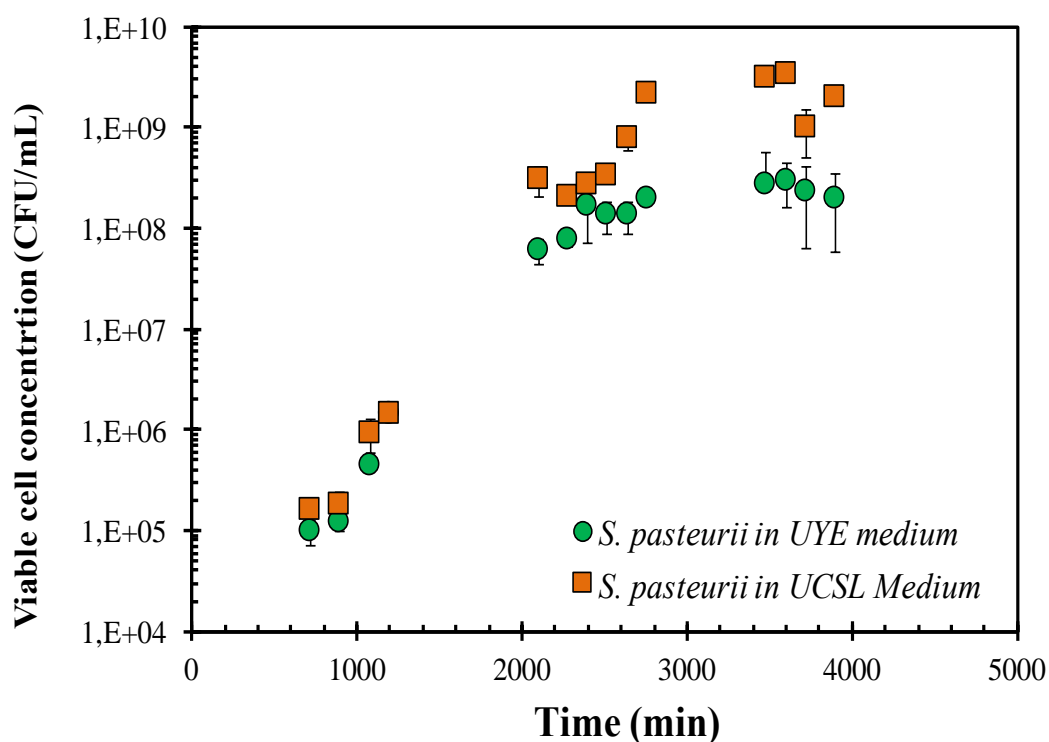 Viable cell concentrtion (CFU/mL)
1,E+10
1,E+09
1,E+08
1,E+07
1,E+06
1,E+05
1,E+04
S. pasteurii in UYE medium
S. pasteurii in UCSL Medium
0 1000 2000 3000 4000 5000
Time (min)